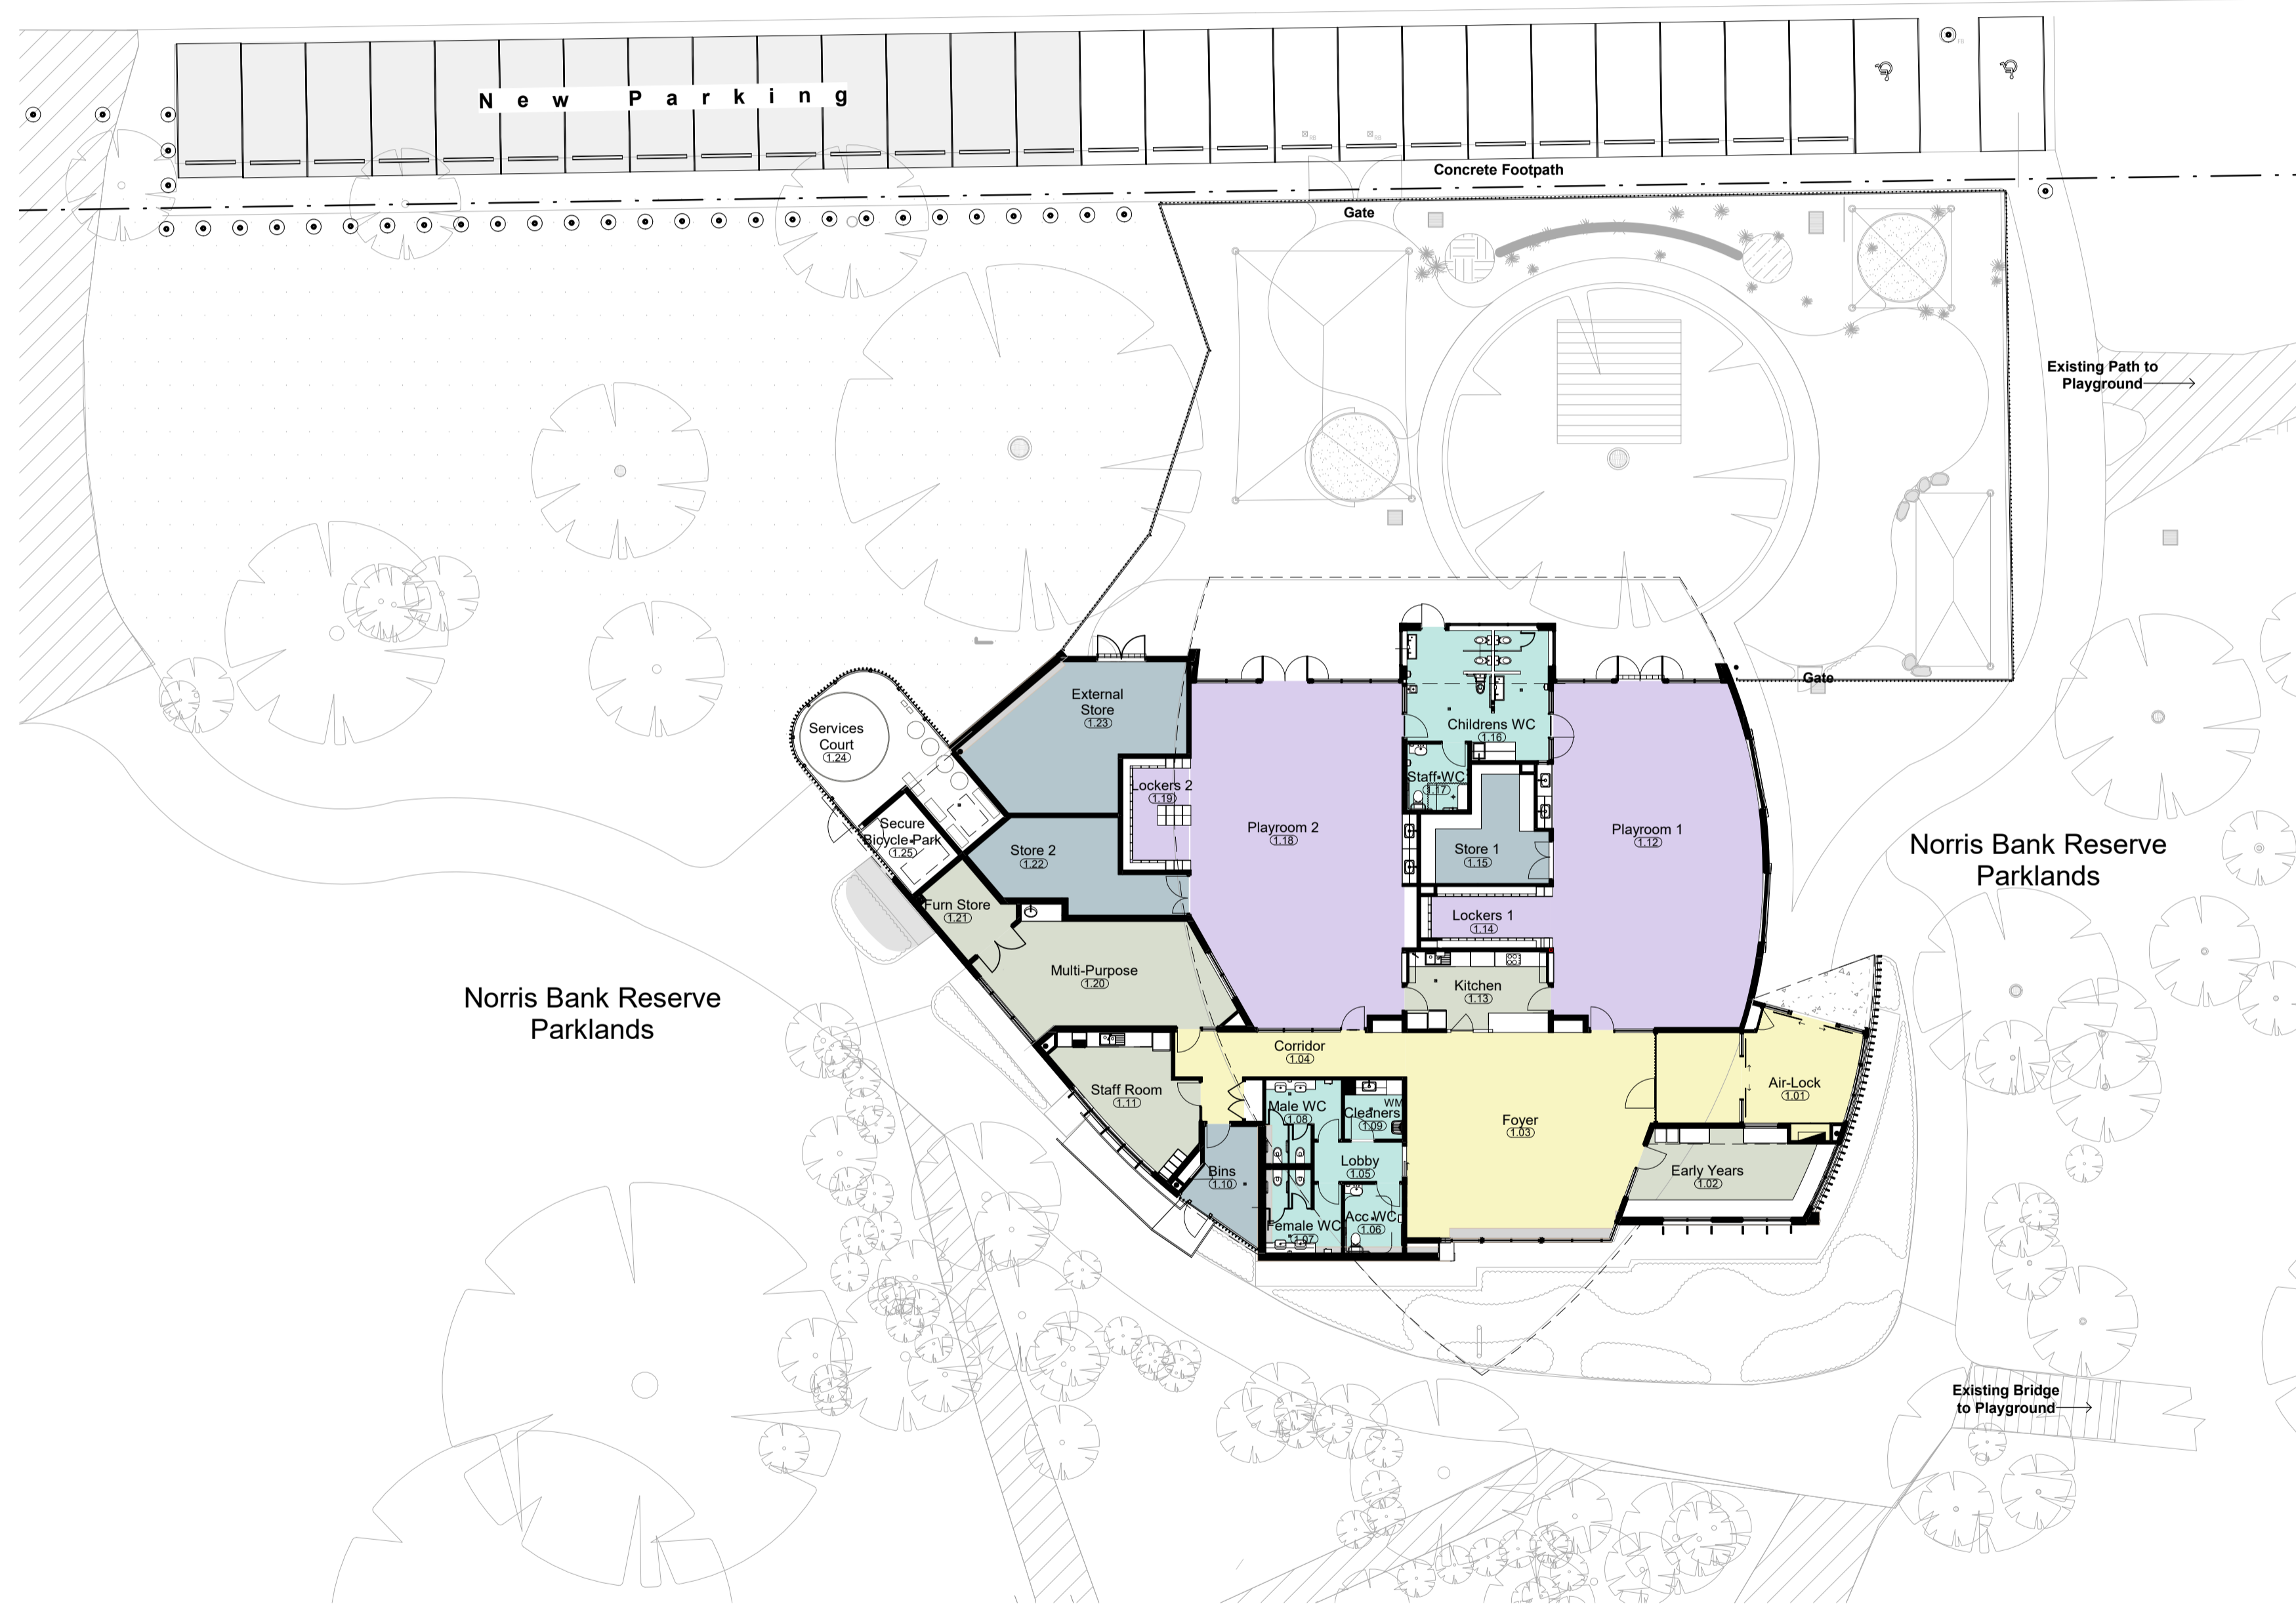 New Parking
Concrete Footpath
Gate
Existing Path to
Playground
Gate
External
Store
1.23
Services
Court
1.24
Childrens WC
1.16
Lockers 2
1.19
Staff WC
1.17
Secure
Bicycle Park
1.25
Playroom 2
1.18
Playroom 1
1.12
Store 2
1.22
Store 1
1.15
Norris Bank Reserve
Parklands
Furn Store
1.21
Lockers 1
1.14
Multi-Purpose
1.20
Kitchen
1.13
Norris Bank Reserve
Parklands
Corridor
1.04
Staff Room
1.11
Air-Lock
1.01
Male WC
1.08
WM
Cleaners
1.09
Foyer
1.03
Lobby
1.05
Bins
1.10
Early Years
1.02
Female WC
1.07
Acc WC
1.06
Existing Bridge
to Playground